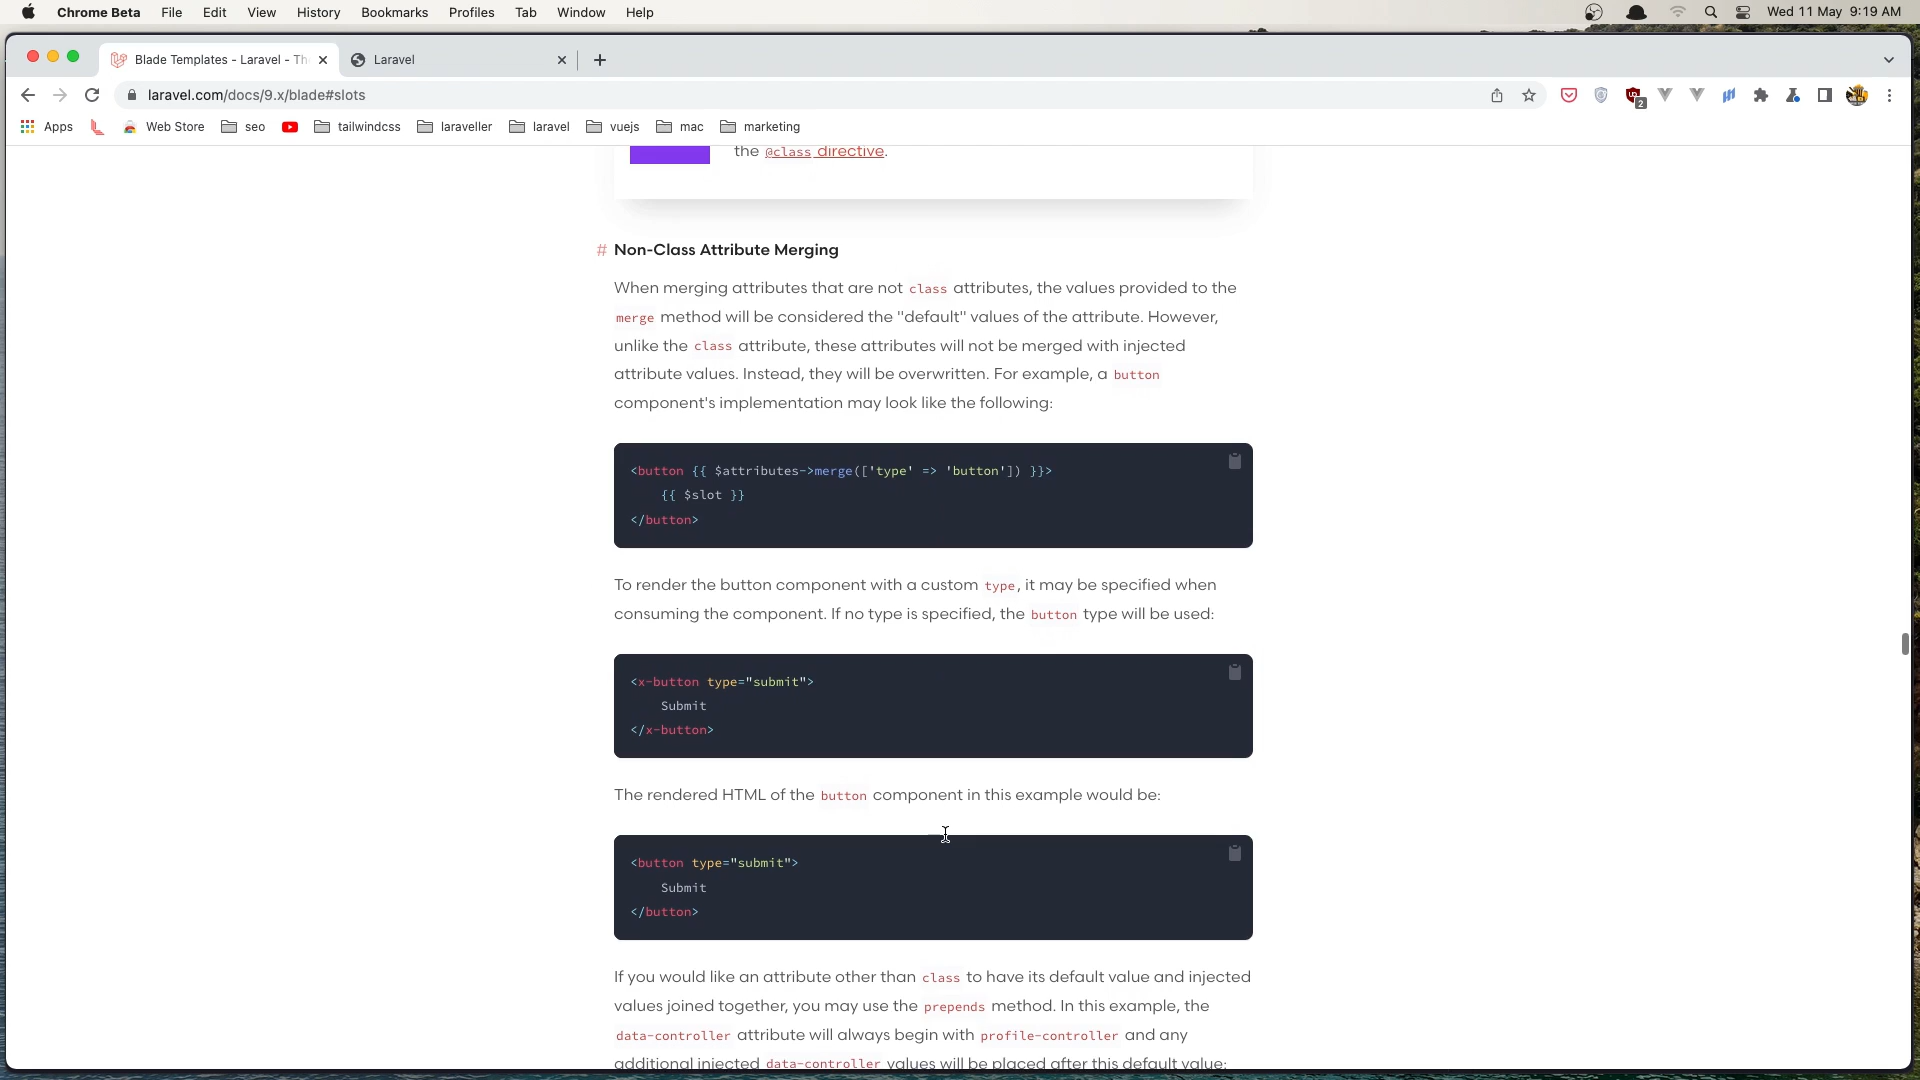 Chrome Beta File Edit View History Bookmarks Profiles Tab Window Help Wed 11 May 9:19 AM
Blade Templates - Laravel - Th Laravel
laravel.com/docs/9.x/blade#slots 2
Apps Web Store seo tailwindcss laraveller laravel vuejs mac marketing
the @class directive.
# Non-Class Attribute Merging
When merging attributes that are not class attributes, the values provided to the
merge method will be considered the "default" values of the attribute. However,
unlike the class attribute, these attributes will not be merged with injected
attribute values. Instead, they will be overwritten. For example, a button
component's implementation may look like the following:
<button {{ $attributes->merge(['type' => 'button']) }}>
{{ $slot }}
</button>
To render the button component with a custom type, it may be specified when
consuming the component. If no type is specified, the button type will be used:
<x-button type="submit">
Submit
</x-button>
The rendered HTML of the button component in this example would be:
<button type="submit">
Submit
</button>
If you would like an attribute other than class to have its default value and injected
values joined together, you may use the prepends method. In this example, the
data-controller attribute will always begin with profile-controller and any
additional injected data-controller values will be placed after this default value: